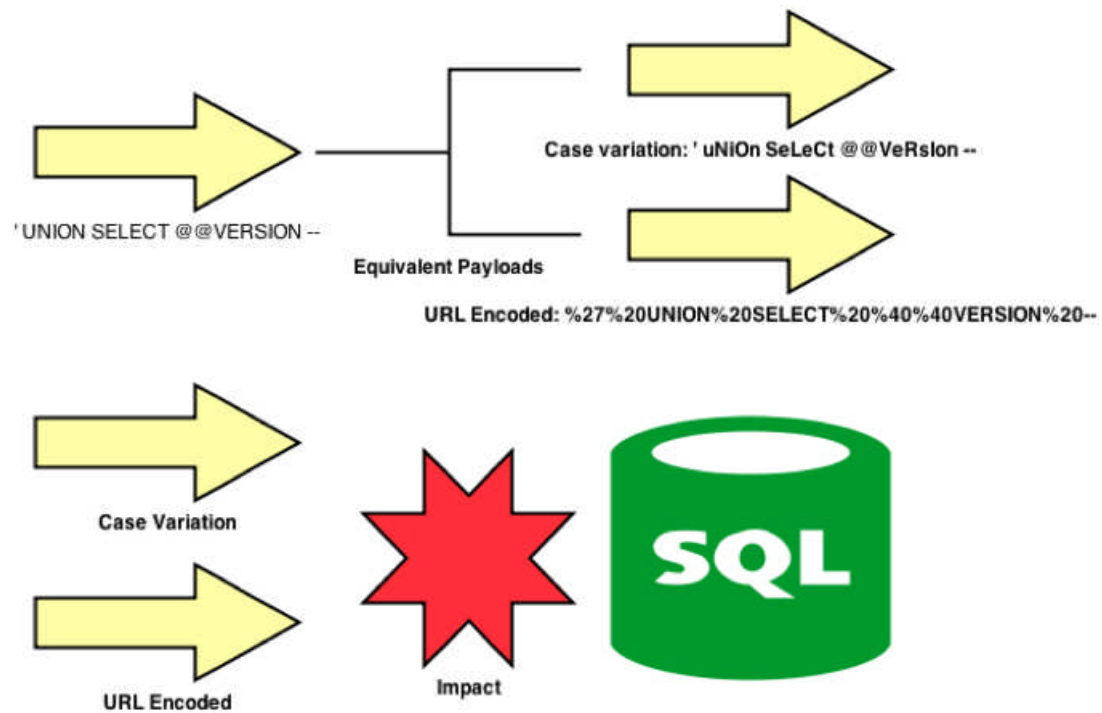 Case variation: ' uNiOn SeLeCt @@VeRsIon --
' UNION SELECT @@VERSION --
Equivalent Payloads
URL Encoded: %27%20UNION%20SELECT%20%40%40VERSION%20--
Case Variation
SQL
Impact
URL Encoded